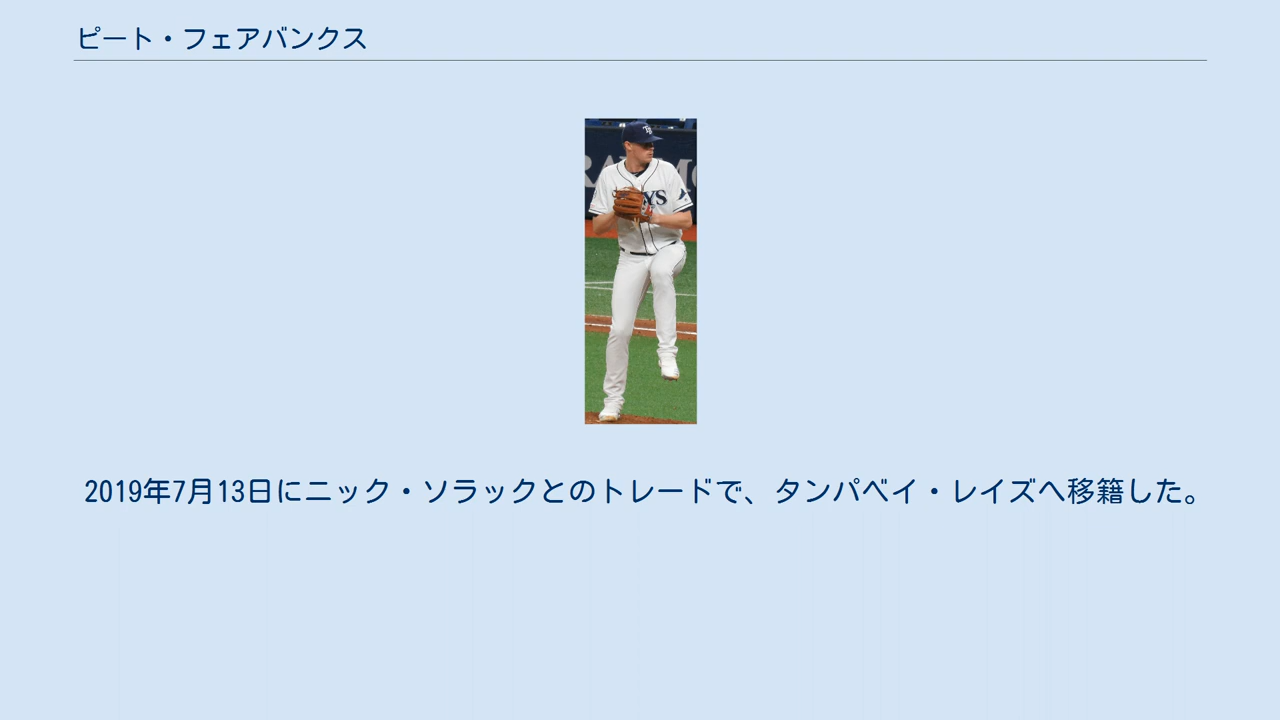 ピート・フェアバンクス
2019年7月13日にニック・ソラックとのトレードで、タンパベイ・レイズへ移籍した。